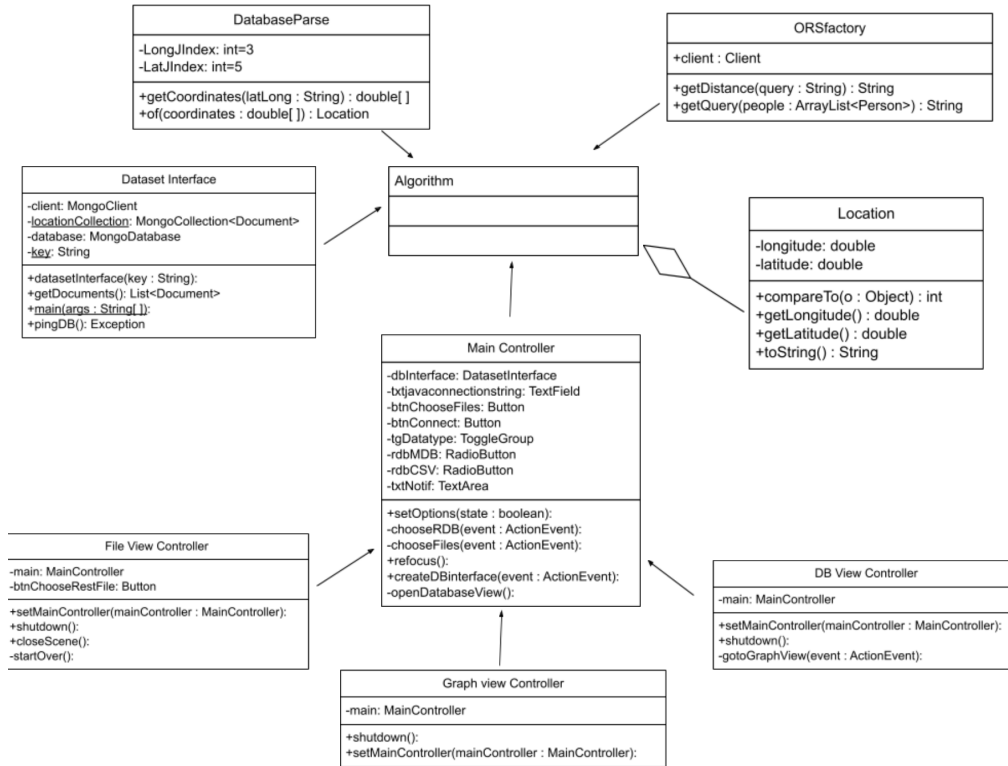 DatabaseParse
-LongJIndex: int=3
-LatJIndex: int=5
+getCoordinates(latLong : String) : double[ ]
+of(coordinates : double[ ]) : Location
ORSfactory
+client : Client
+getDistance(query : String) : String
+getQuery(people : ArrayList<Person>) : String
Dataset Interface
-client: MongoClient
-locationCollection: MongoCollection<Document>
-database: MongoDatabase
-key: String
+datasetInterface(key : String):
+getDocuments(): List<Document>
+main(args : String[ ]):
+pingDB(): Exception
Algorithm
Location
-longitude: double
-latitude: double
+compareTo(o : Object) : int
+getLongitude() : double
+getLatitude() : double
+toString() : String
Main Controller
-dbInterface: DatasetInterface
-txtjavaconnectionstring: TextField
-btnChooseFiles: Button
-btnConnect: Button
-tgDatatype: ToggleGroup
-rdbMDB: RadioButton
-rdbCSV: RadioButton
-txtNotif: TextArea
+setOptions(state : boolean):
-chooseRDB(event : ActionEvent):
-chooseFiles(event : ActionEvent):
+refocus():
+createDBinterface(event : ActionEvent):
-openDatabaseView():
File View Controller
-main: MainController
-btnChooseRestFile: Button
+setMainController(mainController : MainController):
+shutdown():
+closeScene():
-startOver():
DB View Controller
-main: MainController
+setMainController(mainController : MainController):
+shutdown():
-gotoGraphView(event : ActionEvent):
Graph view Controller
-main: MainController
+shutdown():
+setMainController(mainController : MainController):